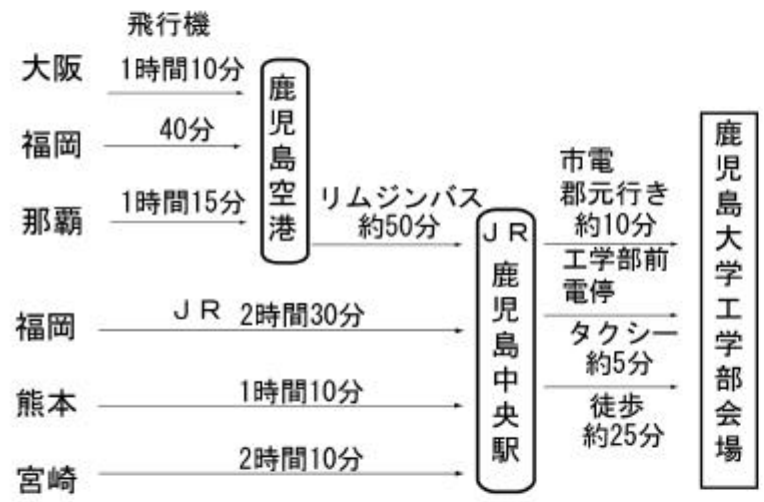 飛行機
大阪
1時間10分
福岡
40分
那覇
1時間15分
鹿児島空港
リムジンバス
約50分
福岡
JR 2時間30分
熊本
1時間10分
宮崎
2時間10分
JR鹿児島中央駅
市電
郡元行き
約10分
工学部前
電停
タクシー
約5分
徒歩
約25分
鹿児島大学工学部会場